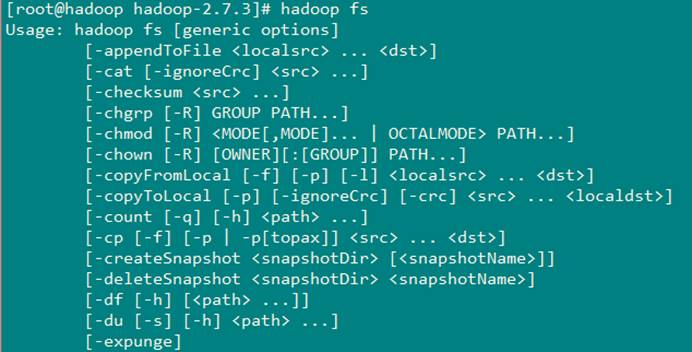 [root@hadoop hadoop-2.7.3]# hadoop fs
Usage: hadoop fs [generic options]
[-appendToFile <localsrc> ... <dst>]
[-cat [-ignoreCrc] <src> ...]
[-checksum <src> ...]
[-chgrp [-R] GROUP PATH...]
[-chmod [-R] <MODE[,MODE]... | OCTALMODE> PATH...]
[-chown [-R] [OWNER][:[GROUP]] PATH...]
[-copyFromLocal [-f] [-p] [-l] <localsrc> ... <dst>]
[-copyToLocal [-p] [-ignoreCrc] [-crc] <src> ... <localdst>]
[-count [-q] [-h] <path> ...]
[-cp [-f] [-p | -p[topax]] <src> ... <dst>]
[-createSnapshot <snapshotDir> [<snapshotName>]]
[-deleteSnapshot <snapshotDir> <snapshotName>]
[-df [-h] [<path> ...]]
[-du [-s] [-h] <path> ...]
[-expunge]